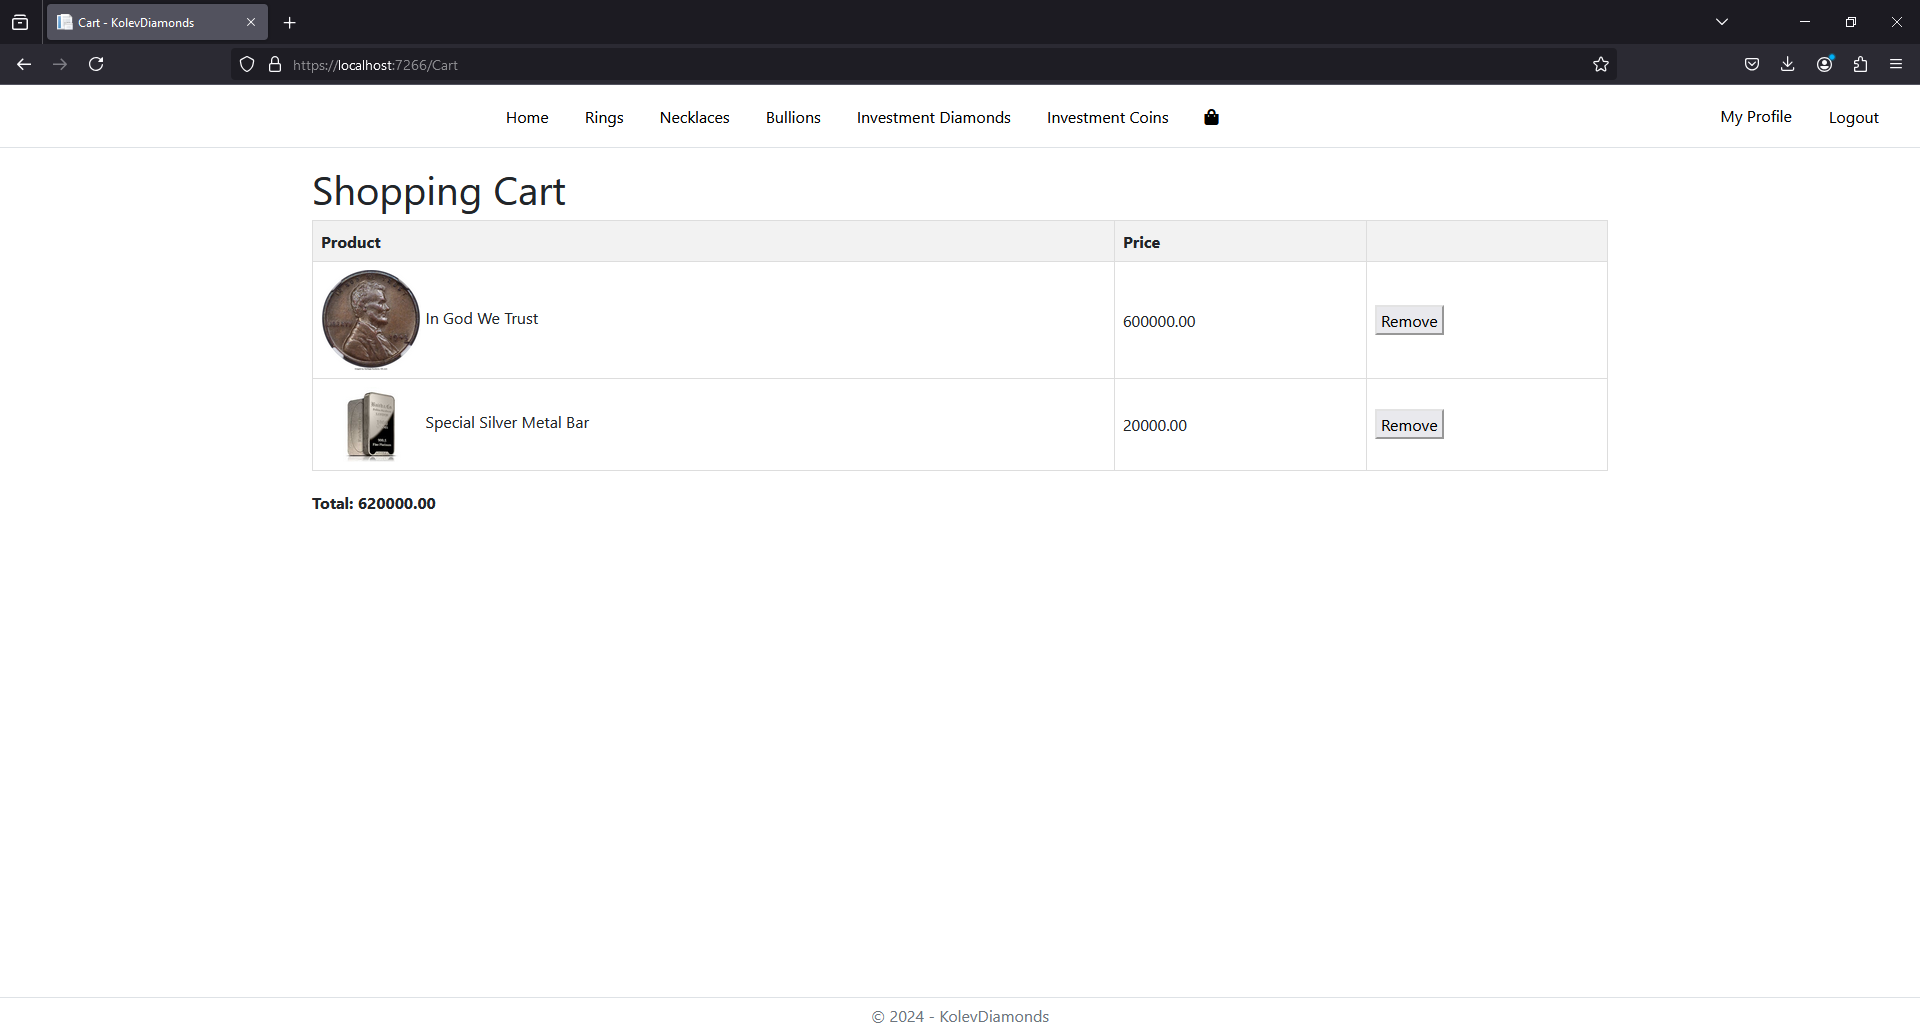 Cart - KolevDiamonds
https://localhost:7266/Cart
Home Rings Necklaces Bullions Investment Diamonds Investment Coins My Profile Logout
Shopping Cart
Product Price
In God We Trust 600000.00 Remove
Special Silver Metal Bar 20000.00 Remove
Total: 620000.00
© 2024 - KolevDiamonds